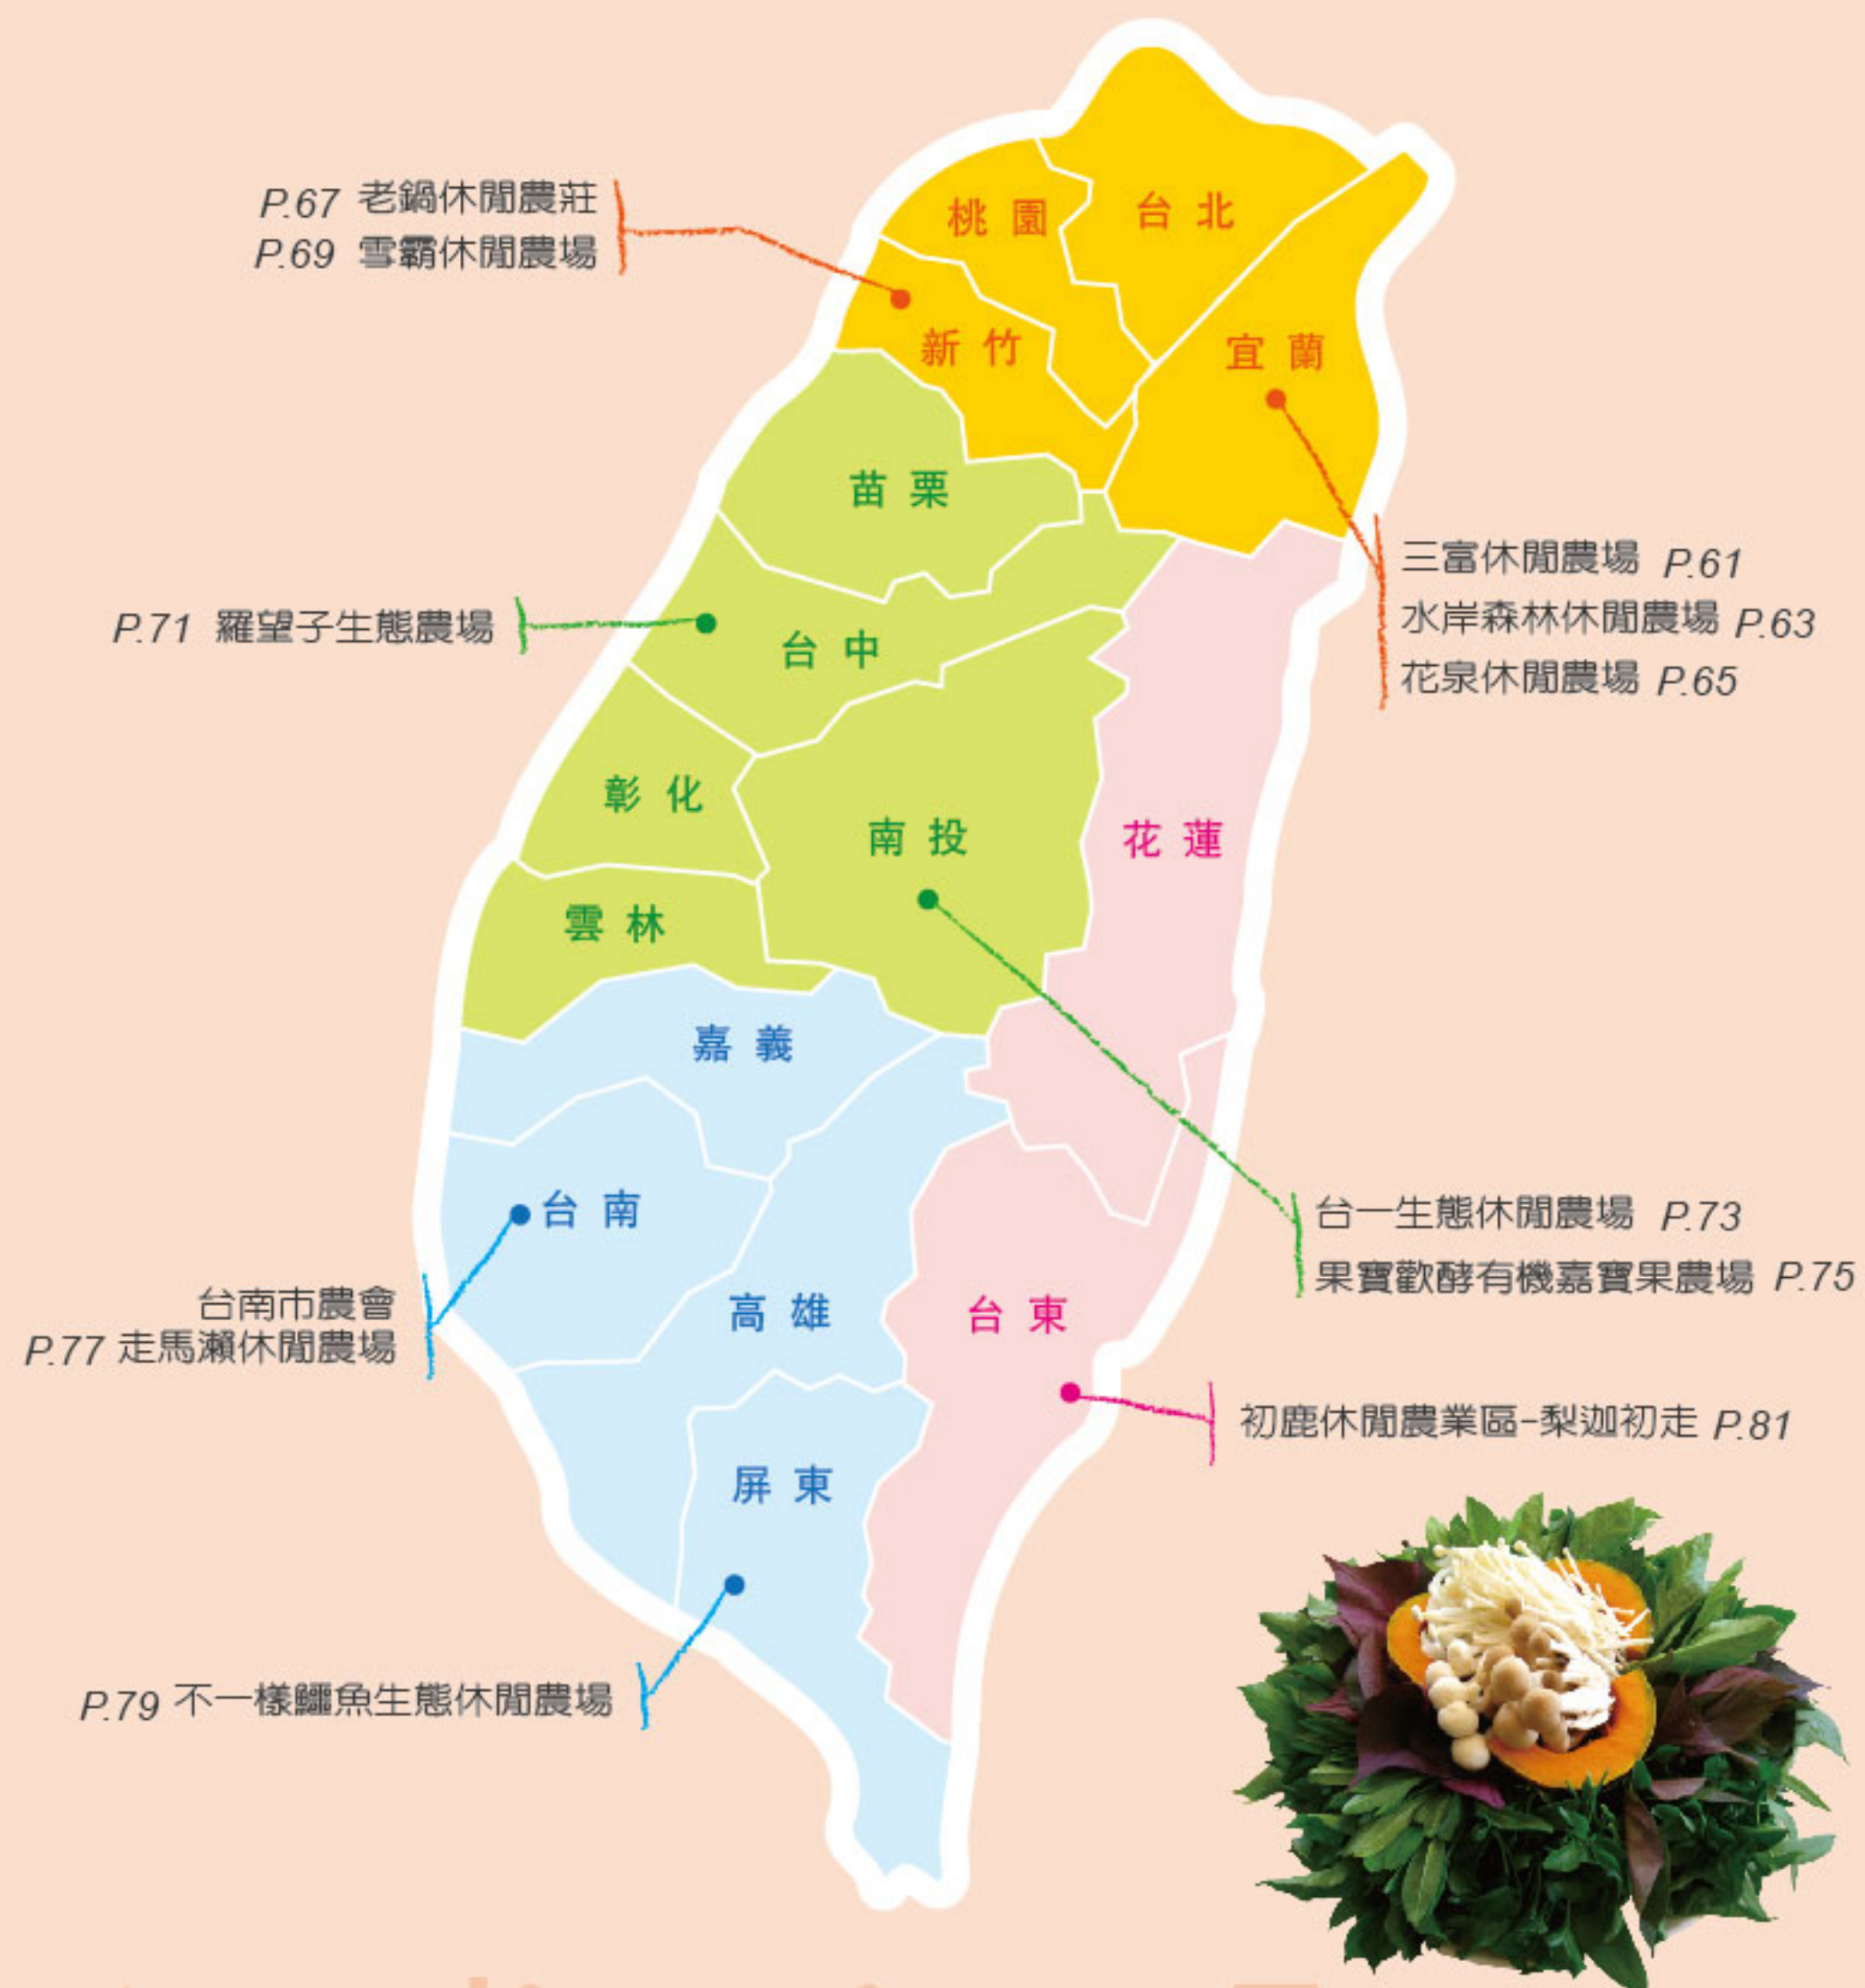 P.67 老鍋休閒農莊
P.69 雪霸休閒農場
桃園
台北
新竹
宜蘭
苗栗
三富休閒農場 P.61
水岸森林休閒農場 P.63
花泉休閒農場 P.65
P.71 羅望子生態農場
台中
彰化
南投
花蓮
雲林
嘉義
台南
台一生態休閒農場 P.73
果寶歡酵有機嘉寶果農場 P.75
台南市農會
P.77 走馬瀨休閒農場
高雄
台東
初鹿休閒農業區-梨迦初走 P.81
屏東
P.79 不一樣鱷魚生態休閒農場